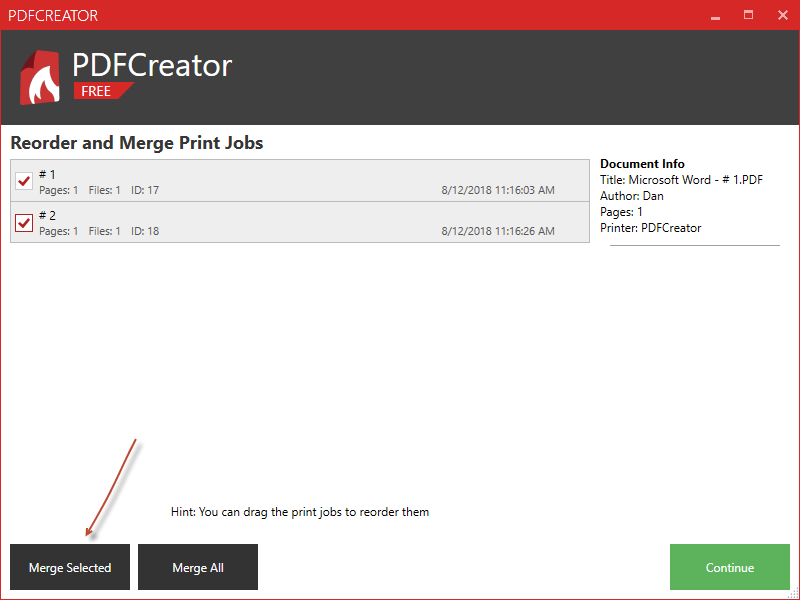 PDFCREATOR
PDFCreator
FREE
Reorder and Merge Print Jobs
# 1
Pages: 1 Files: 1 ID: 17 8/12/2018 11:16:03 AM
# 2
Pages: 1 Files: 1 ID: 18 8/12/2018 11:16:26 AM
Document Info
Title: Microsoft Word - # 1.PDF
Author: Dan
Pages: 1
Printer: PDFCreator
Hint: You can drag the print jobs to reorder them
Merge Selected Merge All Continue